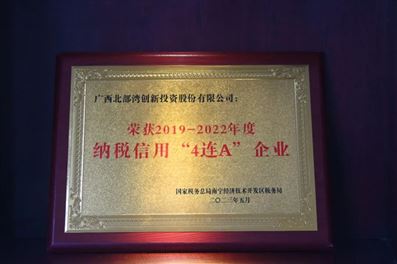 广西北部湾创新投资股份有限公司：
荣获2019-2022年度
纳税信用“4连A”企业
国家税务总局南宁经济技术开发区税务局
二〇二三年五月